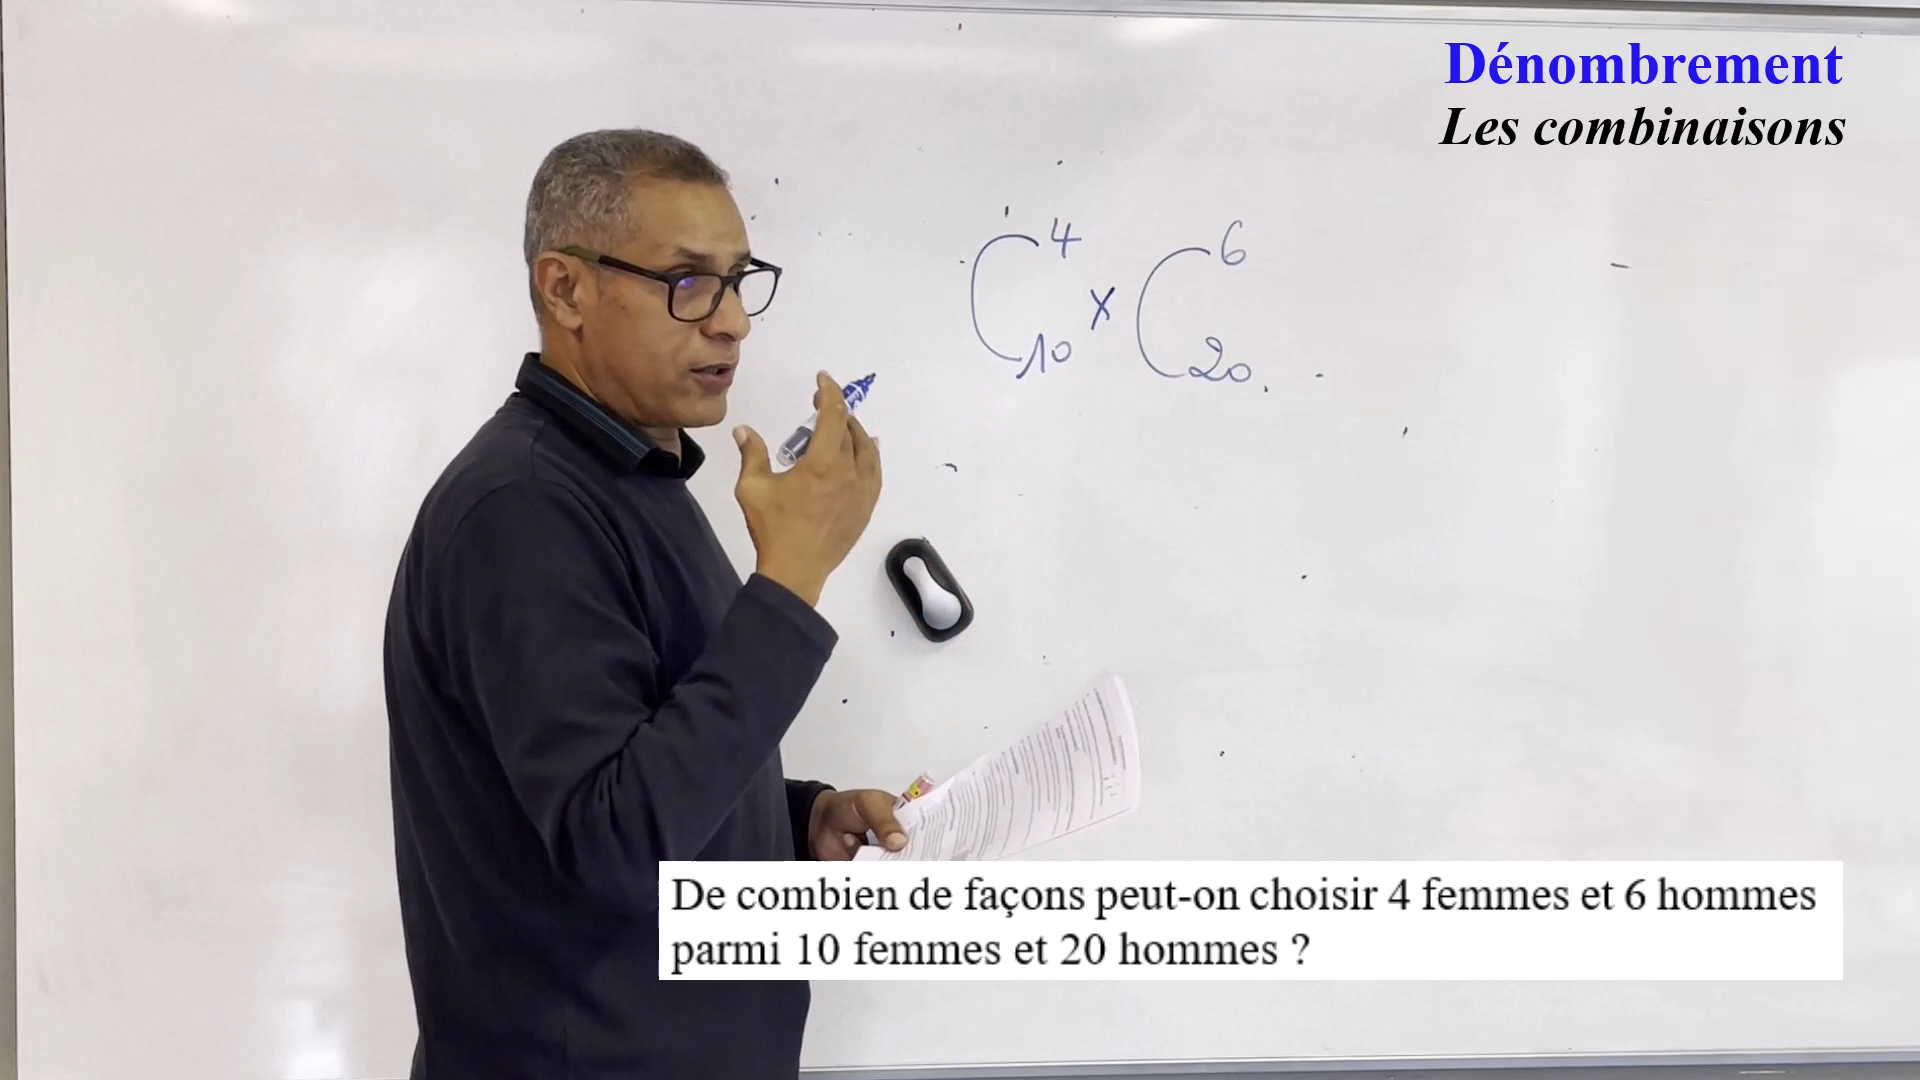 Dénombrement
Les combinaisons
C 4 10 x C 6 20
De combien de façons peut-on choisir 4 femmes et 6 hommes
parmi 10 femmes et 20 hommes ?